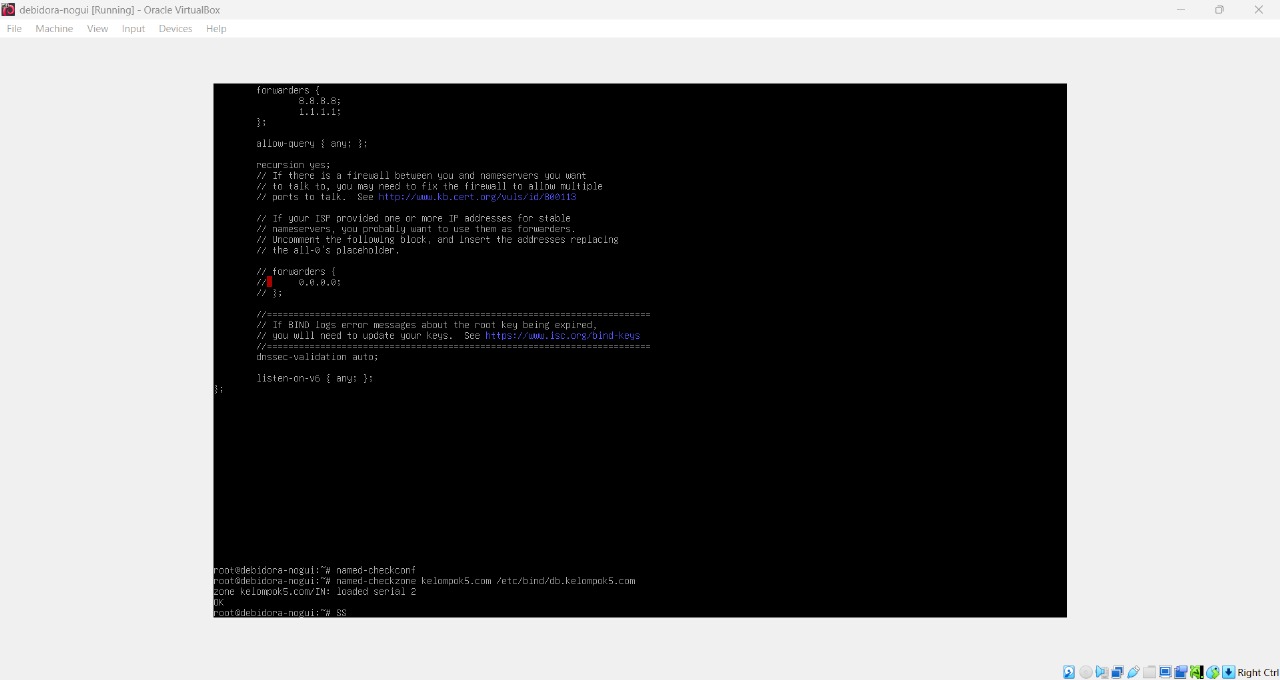 debidora-nogui [Running] - Oracle VirtualBox
File Machine View Input Devices Help
forwarders {
8.8.8.8;
1.1.1.1;
};
allow-query { any; };
recursion yes;
// If there is a firewall between you and nameservers you want
// to talk to, you may need to fix the firewall to allow multiple
// ports to talk.  See http://www.kb.cert.org/vuls/id/800113
// If your ISP provided one or more IP addresses for stable
// nameservers, you probably want to use them as forwarders.
// Uncomment the following block, and insert the addresses replacing
// the all-0's placeholder.
// forwarders {
//      0.0.0.0;
// };
//========================================================================
// If BIND logs error messages about the root key being expired,
// you will need to update your keys.  See https://www.isc.org/bind-keys
//========================================================================
dnssec-validation auto;
listen-on-v6 { any; };
};
root@debidora-nogui:~# named-checkconf
root@debidora-nogui:~# named-checkzone kelompok5.com /etc/bind/db.kelompok5.com
zone kelompok5.com/IN: loaded serial 2
OK
root@debidora-nogui:~# SS
Right Ctrl